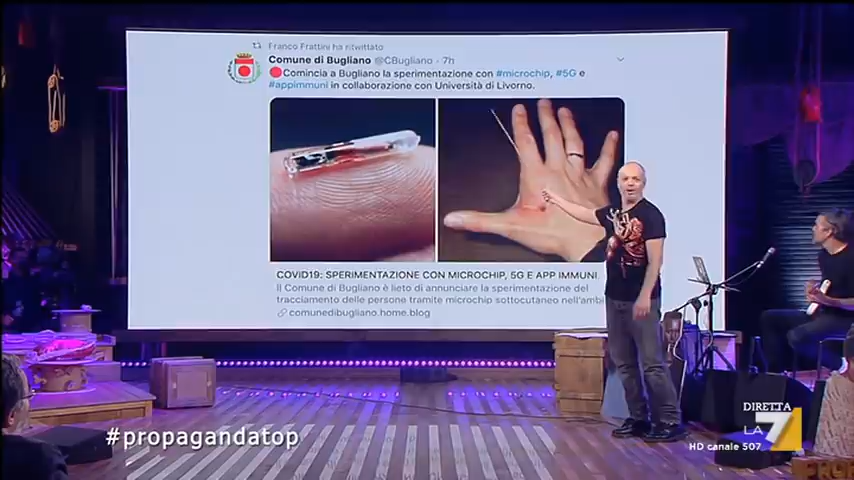 Franco Frattini ha ritwittato
Comune di Bugliano @CBugliano · 7h
🔴Comincia a Bugliano la sperimentazione con #microchip, #5G e
#appimmuni in collaborazione con Università di Livorno.
COVID19: SPERIMENTAZIONE CON MICROCHIP, 5G E APP IMMUNI.
Il Comune di Bugliano è lieto di annunciare la sperimentazione del
tracciamento delle persone tramite microchip sottocutaneo nell'ambi
comunedibugliano.home.blog
#propagandatop
DIRETTA
LA7
HD canale 507